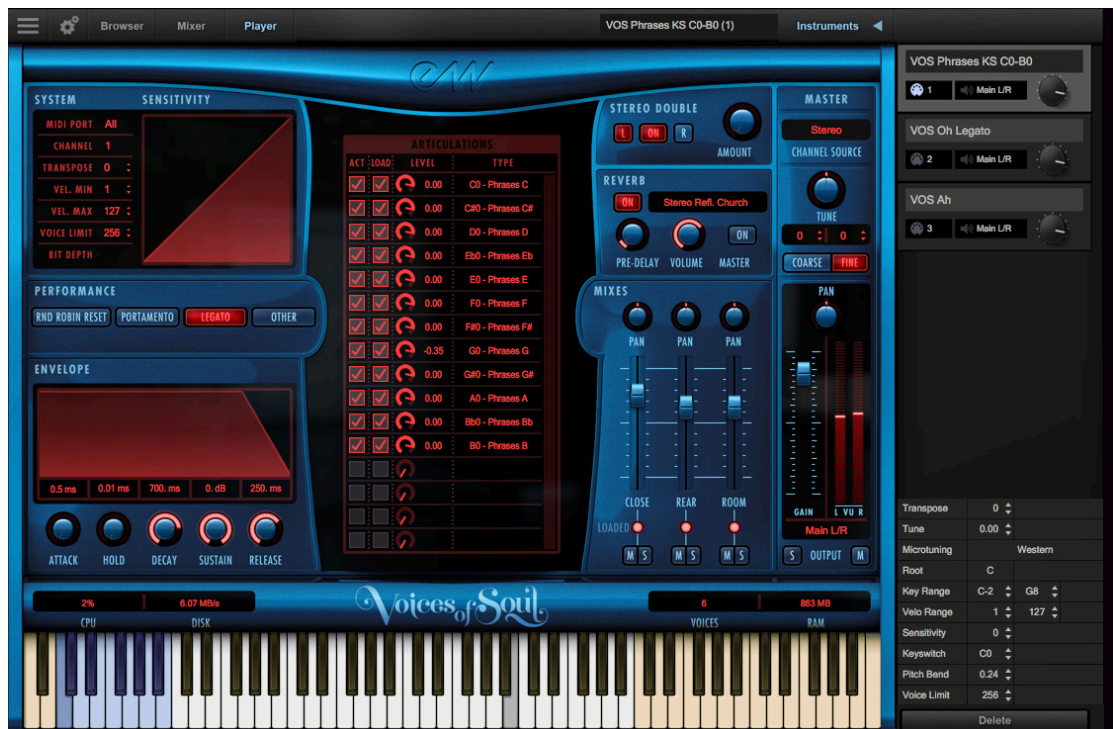 Browser Mixer Player VOS Phrases KS C0-B0 (1) Instruments
EW
SYSTEM SENSITIVITY
MIDI PORT All
CHANNEL 1
TRANSPOSE 0
VEL. MIN 1
VEL. MAX 127
VOICE LIMIT 256
BIT DEPTH
PERFORMANCE
RND ROBIN RESET PORTAMENTO LEGATO OTHER
ENVELOPE
0.5 ms 0.01 ms 700. ms 0. dB 250. ms
ATTACK HOLD DECAY SUSTAIN RELEASE
ARTICULATIONS
ACT LOAD LEVEL TYPE
0.00 C0 - Phrases C
0.00 C#0 - Phrases C#
0.00 D0 - Phrases D
0.00 Eb0 - Phrases Eb
0.00 E0 - Phrases E
0.00 F0 - Phrases F
0.00 F#0 - Phrases F#
-0.35 G0 - Phrases G
0.00 G#0 - Phrases G#
0.00 A0 - Phrases A
0.00 Bb0 - Phrases Bb
0.00 B0 - Phrases B
STEREO DOUBLE
L ON R
AMOUNT
REVERB
ON Stereo Refl. Church
ON
PRE-DELAY VOLUME MASTER
MIXES
PAN PAN PAN
CLOSE REAR ROOM
LOADED
M S M S M S
MASTER
Stereo
CHANNEL SOURCE
TUNE
0 0
COARSE FINE
PAN
GAIN L VU R
Main L/R
S OUTPUT M
2% 6.07 MB/s
CPU DISK
Voices of Soul
6 863 MB
VOICES RAM
VOS Phrases KS C0-B0
1 Main L/R
VOS Oh Legato
2 Main L/R
VOS Ah
3 Main L/R
Transpose 0
Tune 0.00
Microtuning Western
Root C
Key Range C-2 G8
Velo Range 1 127
Sensitivity 0
Keyswitch C0
Pitch Bend 0.24
Voice Limit 256
Delete